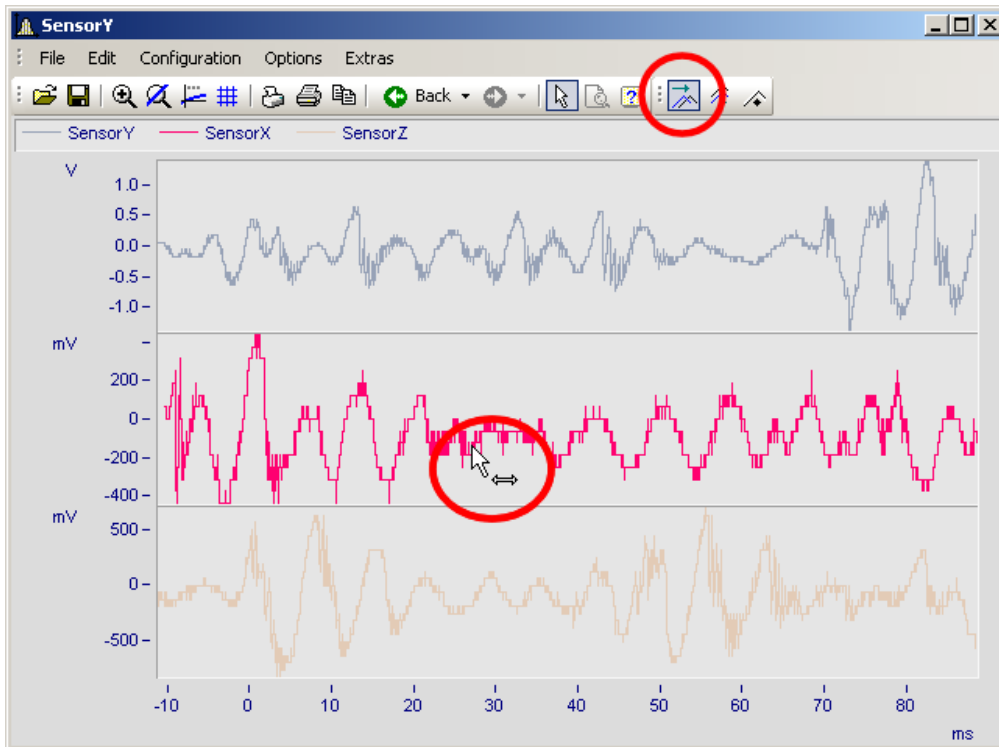 SensorY
File Edit Configuration Options Extras
Back
SensorY SensorX SensorZ
V
1.0
0.5
0.0
-0.5
-1.0
mV
200
0
-200
-400
mV
500
0
-500
-10 0 10 20 30 40 50 60 70 80
ms